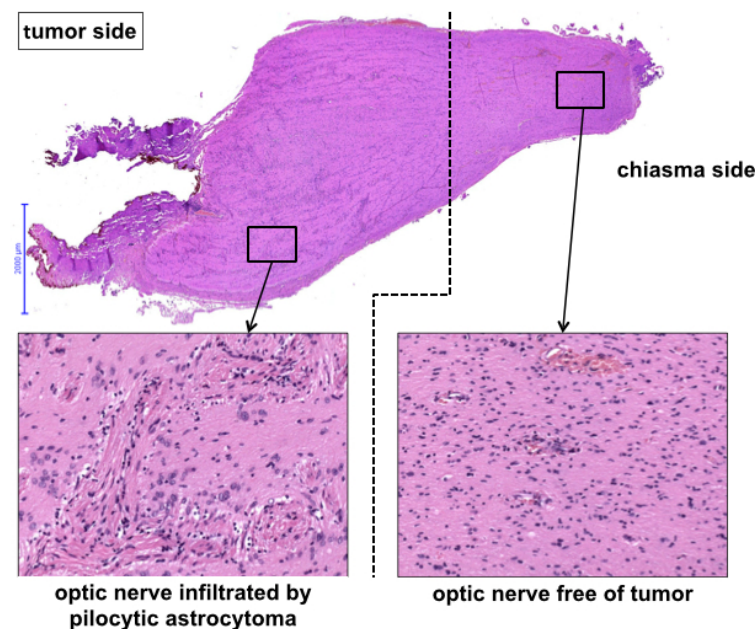 tumor side
chiasma side
2000 µm
optic nerve infiltrated by
pilocytic astrocytoma
optic nerve free of tumor